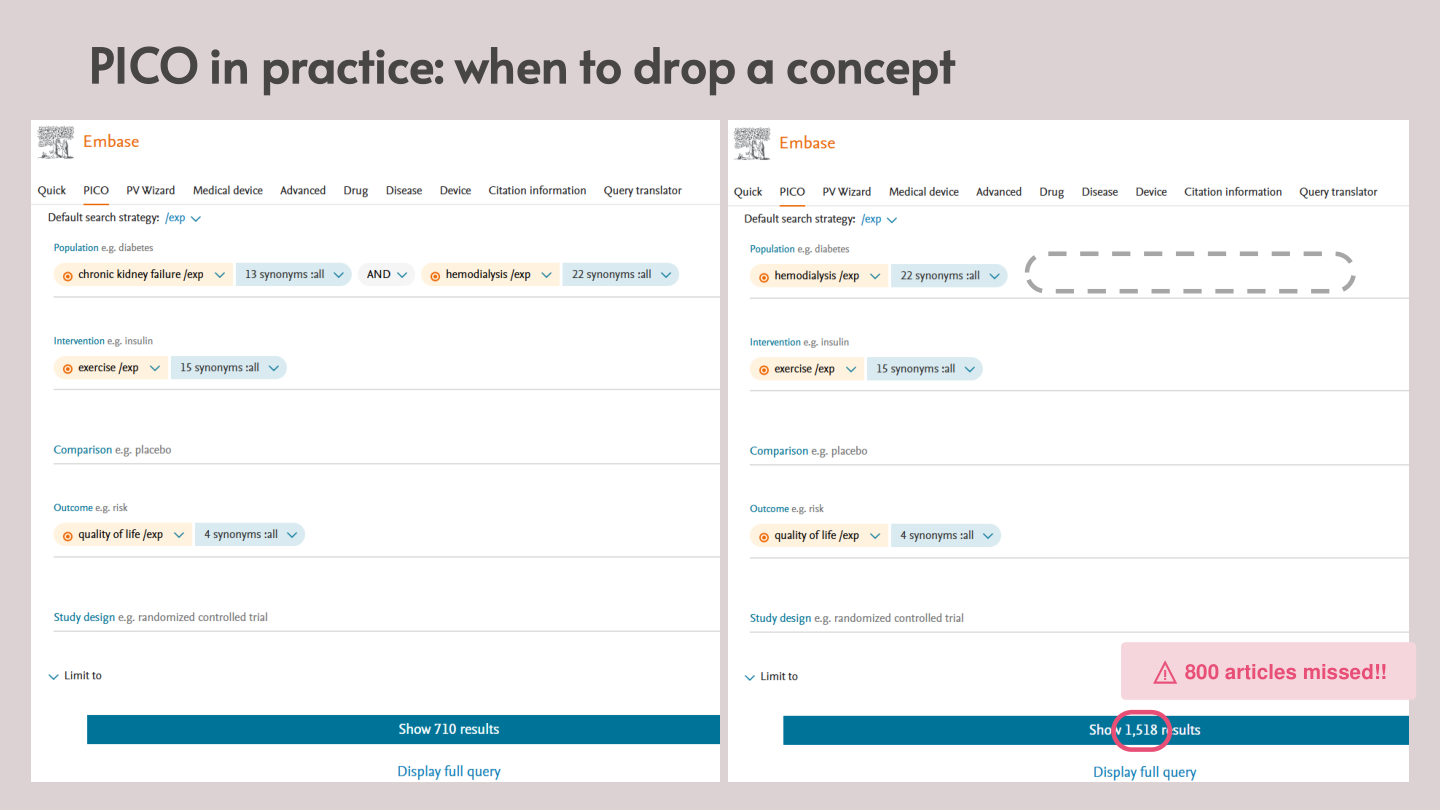 PICO in practice: when to drop a concept
Embase
Quick PICO PV Wizard Medical device Advanced Drug Disease Device Citation information Query translator
Default search strategy: /exp
Population e.g. diabetes
chronic kidney failure /exp 13 synonyms :all AND hemodialysis /exp 22 synonyms :all
Intervention e.g. insulin
exercise /exp 15 synonyms :all
Comparison e.g. placebo
Outcome e.g. risk
quality of life /exp 4 synonyms :all
Study design e.g. randomized controlled trial
Limit to
Show 710 results
Display full query
Embase
Quick PICO PV Wizard Medical device Advanced Drug Disease Device Citation information Query translator
Default search strategy: /exp
Population e.g. diabetes
hemodialysis /exp 22 synonyms :all
Intervention e.g. insulin
exercise /exp 15 synonyms :all
Comparison e.g. placebo
Outcome e.g. risk
quality of life /exp 4 synonyms :all
Study design e.g. randomized controlled trial
800 articles missed!!
Limit to
Show 1,518 results
Display full query